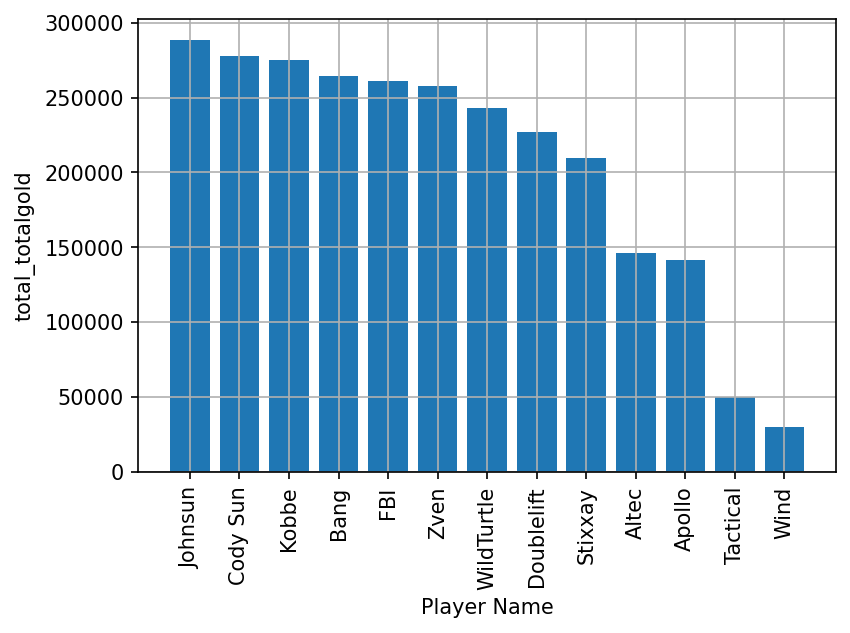 300000
250000
200000
150000
100000
50000
0
total_totalgold
Johnsun
Cody Sun
Kobbe
Bang
FBI
Zven
WildTurtle
Doublelift
Stixxay
Altec
Apollo
Tactical
Wind
Player Name